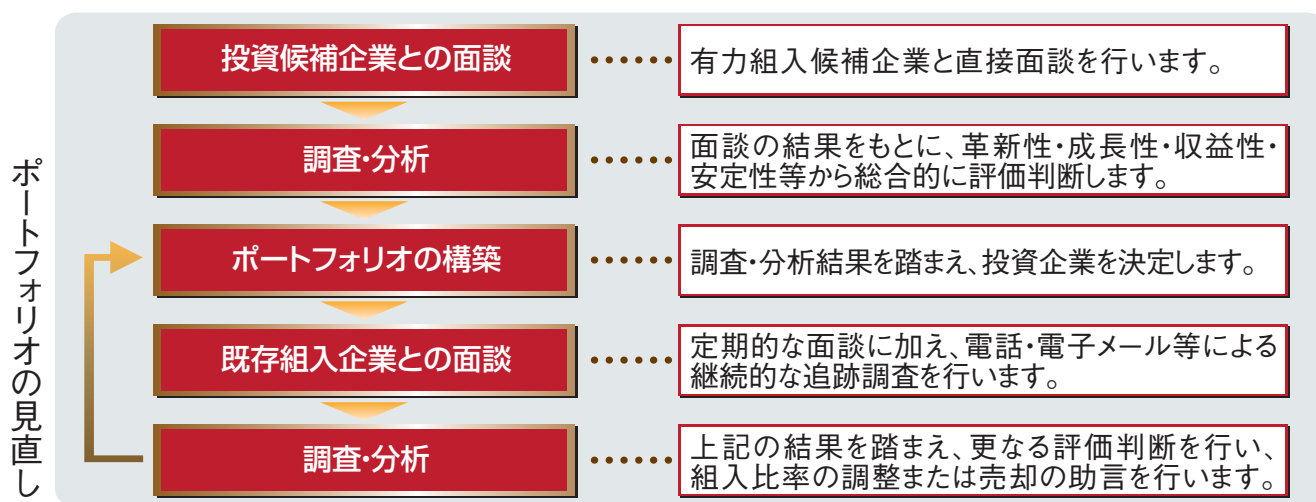 投資候補企業との面談
有力組入候補企業と直接面談を行います。
調査・分析
面談の結果をもとに、革新性・成長性・収益性・
安定性等から総合的に評価判断します。
ポートフォリオの構築
調査・分析結果を踏まえ、投資企業を決定します。
既存組入企業との面談
定期的な面談に加え、電話・電子メール等による
継続的な追跡調査を行います。
調査・分析
上記の結果を踏まえ、更なる評価判断を行い、
組入比率の調整または売却の助言を行います。
ポートフォリオの見直し